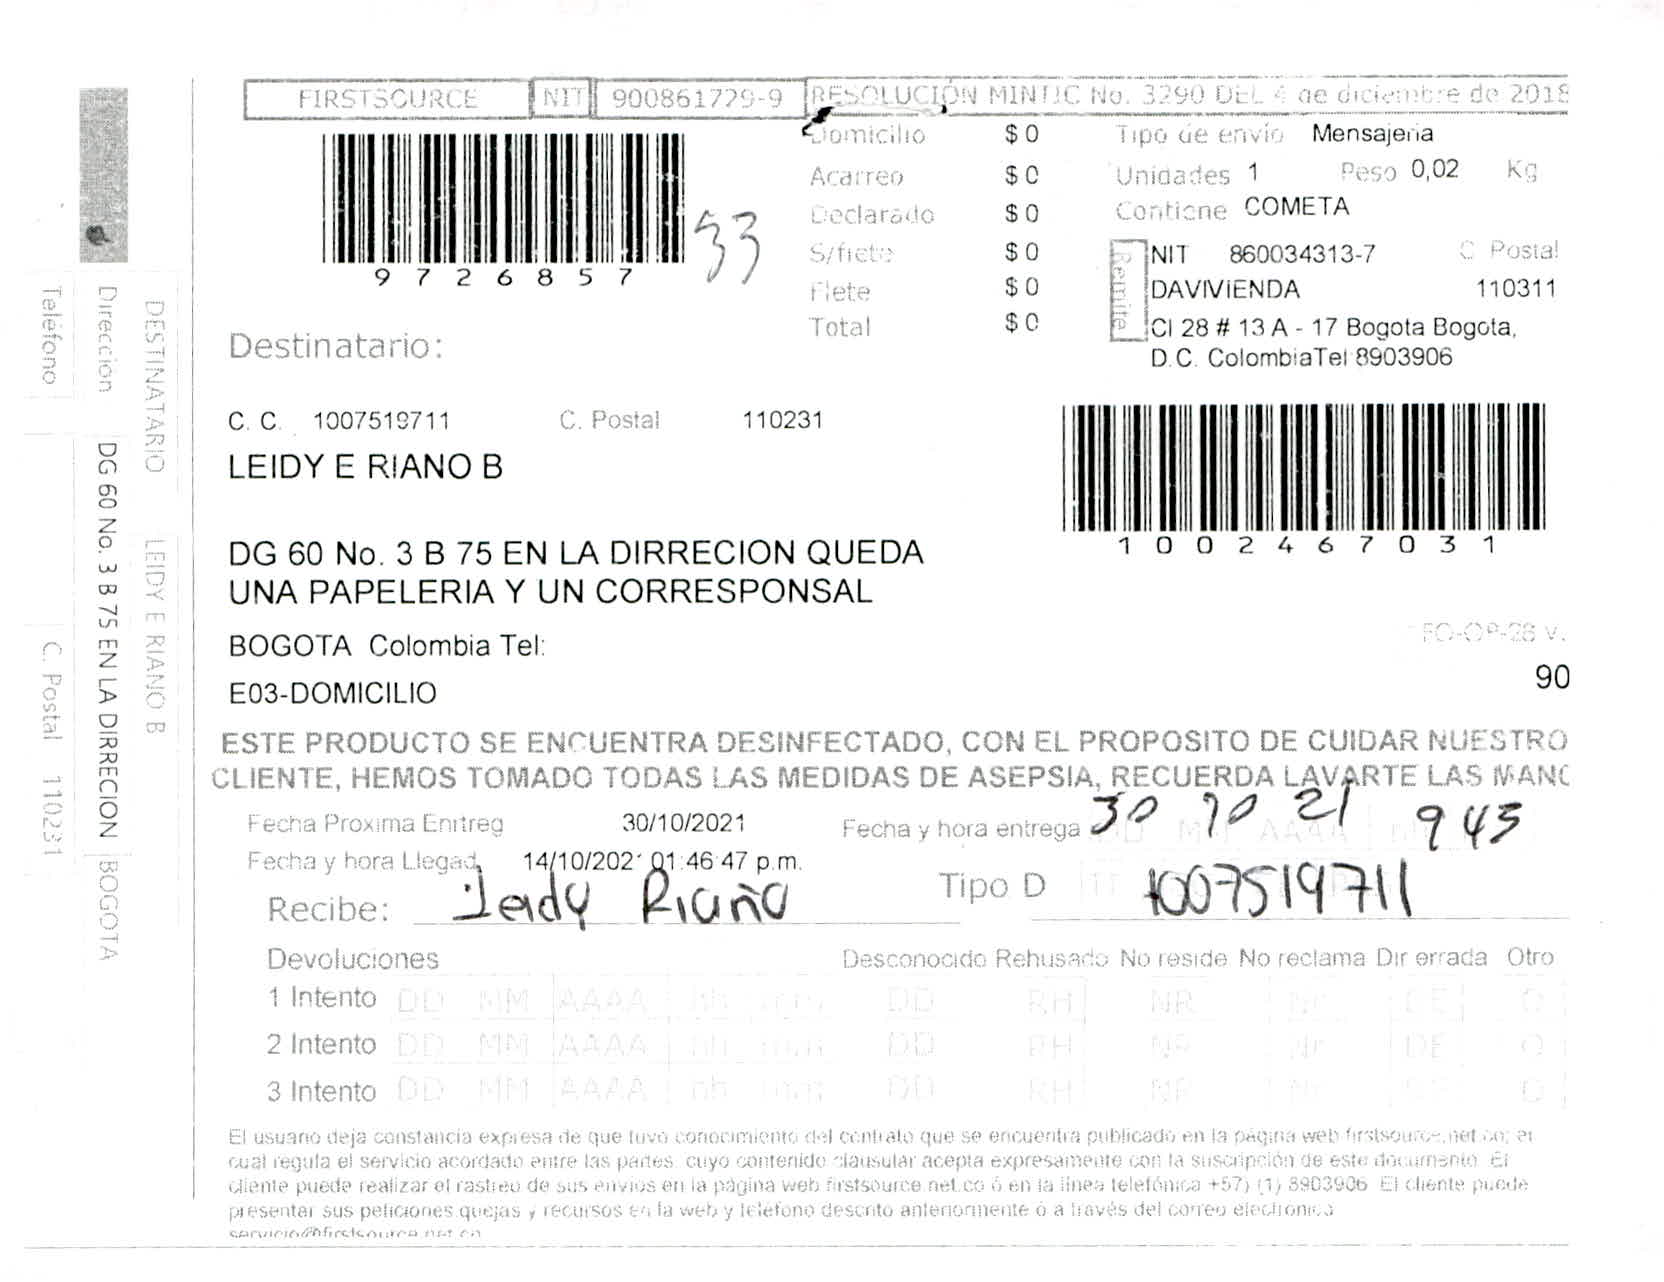 FIRSTSOURCE NIT 900861729-9 RESOLUCIÓN MINTIC No. 3290 DEL 4 de diciembre de 2018
9726857
33
Domicilio $ 0
Acarreo $ 0
Declarado $ 0
S/flete $ 0
Flete $ 0
Total $ 0
Tipo de envío Mensajeria
Unidades 1 Peso 0,02 Kg
Contiene COMETA
Remite
NIT 860034313-7 C Postal
DAVIVIENDA 110311
Cl 28 # 13 A - 17 Bogota Bogota,
D.C. ColombiaTel 8903906
Destinatario:
C. C. 1007519711 C. Postal 110231
LEIDY E RIANO B
1002467031
DG 60 No. 3 B 75 EN LA DIRRECION QUEDA
UNA PAPELERIA Y UN CORRESPONSAL
BOGOTA Colombia Tel:
FO-OP-28 v.
90
E03-DOMICILIO
ESTE PRODUCTO SE ENCUENTRA DESINFECTADO, CON EL PROPOSITO DE CUIDAR NUESTRO
CLIENTE, HEMOS TOMADO TODAS LAS MEDIDAS DE ASEPSIA, RECUERDA LAVARTE LAS MANO
Fecha Proxima Enitreg 30/10/2021 Fecha y hora entrega 30 10 21 943
Fecha y hora Llegad 14/10/2021 01:46:47 p.m.
Recibe: Leidy Riaño Tipo D 1007519711
Devoluciones Desconocido Rehusado No reside No reclama Dir errada Otro
1 Intento DD MM AAAA hh mm DD RH NR Nr DE O
2 Intento DD MM AAAA hh mm DD RH NR Nr DE O
3 Intento DD MM AAAA hh mm DD RH NR Nr DE O
El usuario deja constancia expresa de que tuvo conocimiento del contrato que se encuentra publicado en la página web firstsource.net.co; el
cual regula el servicio acordado entre las partes, cuyo contenido clausular acepta expresamente con la suscripción de este documento. El
cliente puede realizar el rastreo de sus envios en la página web firstsource.net.co ó en la línea telefónica +57) (1) 8903906 El cliente puede
presentar sus peticiones quejas y recursos en la web y teléfono descrito anteriormente o a través del correo electronico
servicio@firstsource.net.co
DESTINATARIO LEIDY E RIANO B
Dirección DG 60 No. 3 B 75 EN LA DIRRECION BOGOTA
Teléfono C. Postal 110231